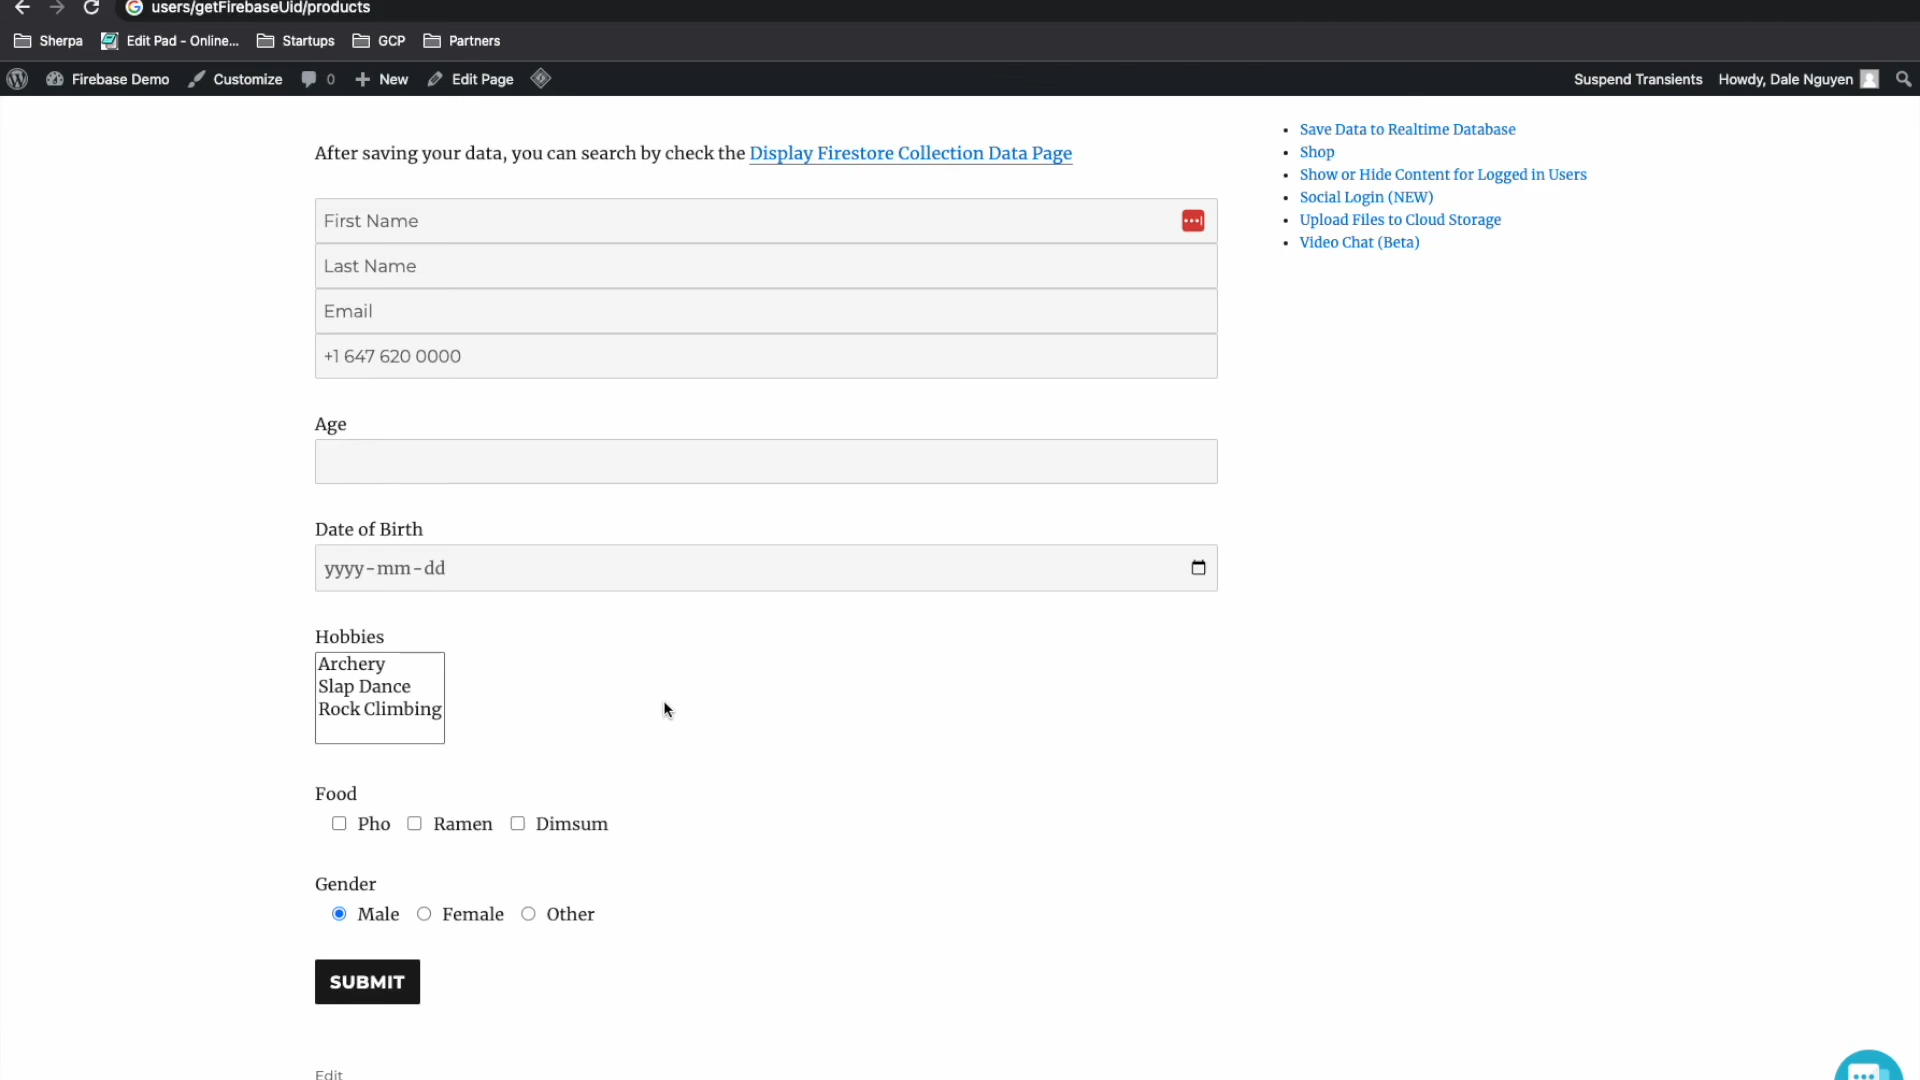 users/getFirebaseUid/products
Sherpa Edit Pad - Online... Startups GCP Partners
Firebase Demo Customize 0 New Edit Page Suspend Transients Howdy, Dale Nguyen
After saving your data, you can search by check the Display Firestore Collection Data Page
First Name
Last Name
Email
+1 647 620 0000
Age
Date of Birth
yyyy-mm-dd
Hobbies
Archery
Slap Dance
Rock Climbing
Food
Pho Ramen Dimsum
Gender
Male Female Other
SUBMIT
Edit
Save Data to Realtime Database
Shop
Show or Hide Content for Logged in Users
Social Login (NEW)
Upload Files to Cloud Storage
Video Chat (Beta)